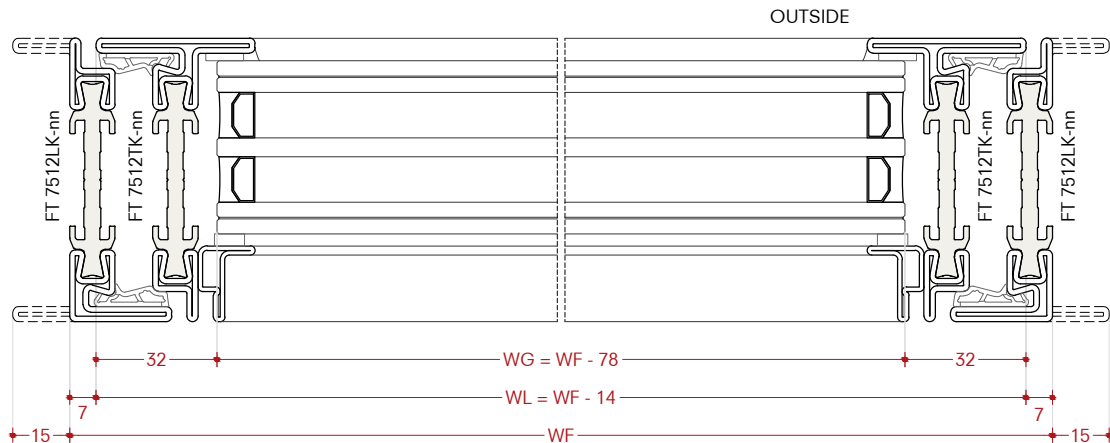 OUTSIDE
FT 7512LK-nn
FT 7512TK-nn
FT 7512TK-nn
FT 7512LK-nn
32
WG = WF - 78
32
7
WL = WF - 14
7
15
WF
15